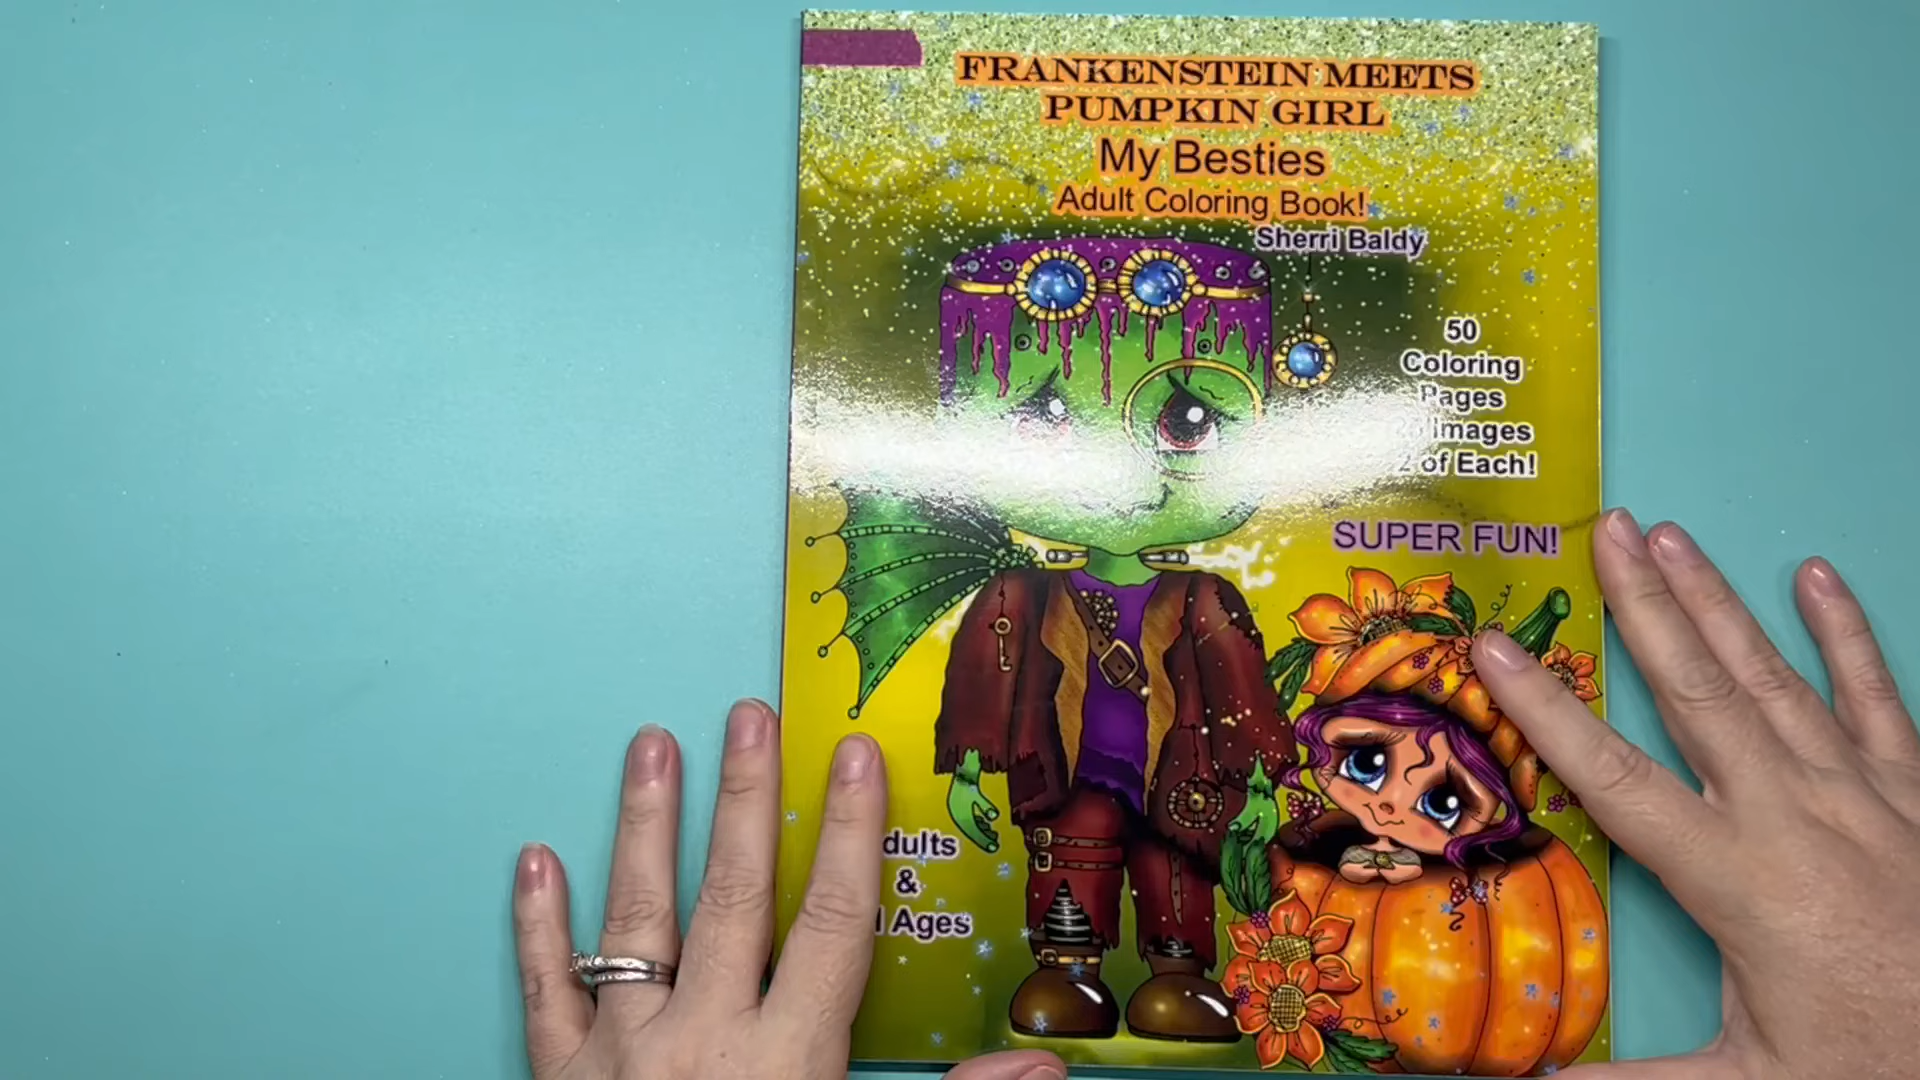 FRANKENSTEIN MEETS
PUMPKIN GIRL
My Besties
Adult Coloring Book!
Sherri Baldy
50
Coloring
Pages
images
of Each!
SUPER FUN!
&
Ages